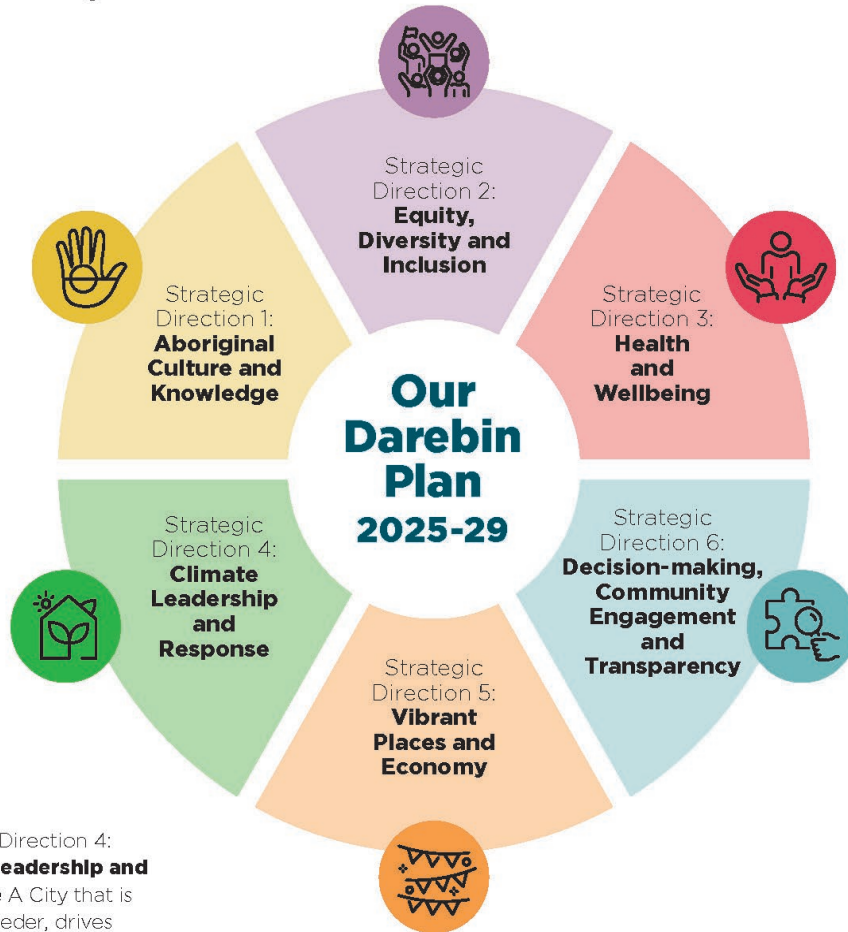 Strategic
Direction 2:
Equity,
Diversity and
Inclusion
Strategic
Direction 1:
Aboriginal
Culture and
Knowledge
Strategic
Direction 3:
Health
and
Wellbeing
Our
Darebin
Plan
2025-29
Strategic
Direction 4:
Climate
Leadership
and
Response
Strategic
Direction 6:
Decision-making,
Community
Engagement
and
Transparency
Strategic
Direction 5:
Vibrant
Places and
Economy
Direction 4:
eadership and
A City that is
eder, drives